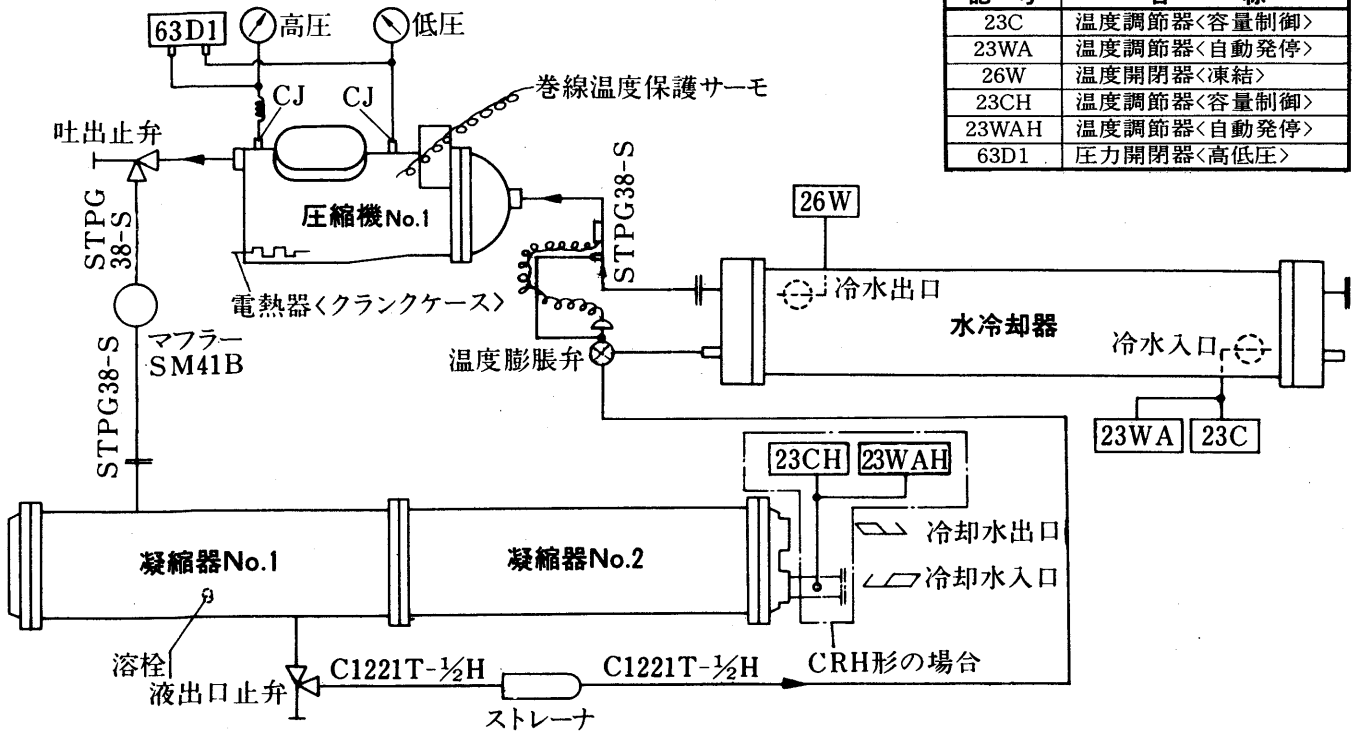 63D1
高圧
低圧
CJ
CJ
巻線温度保護サーモ
吐出止弁
STPG
38-S
圧縮機No.1
STPG38-S
電熱器<クランクケース>
マフラー
SM41B
STPG38-S
温度膨脹弁
26W
冷水出口
水冷却器
冷水入口
23WA
23C
23CH
23WAH
凝縮器No.1
凝縮器No.2
冷却水出口
冷却水入口
溶栓
液出口止弁
C1221T-½H
C1221T-½H
CRH形の場合
ストレーナ
23C 温度調節器<容量制御>
23WA 温度調節器<自動発停>
26W 温度開閉器<凍結>
23CH 温度調節器<容量制御>
23WAH 温度調節器<自動発停>
63D1 圧力開閉器<高低圧>